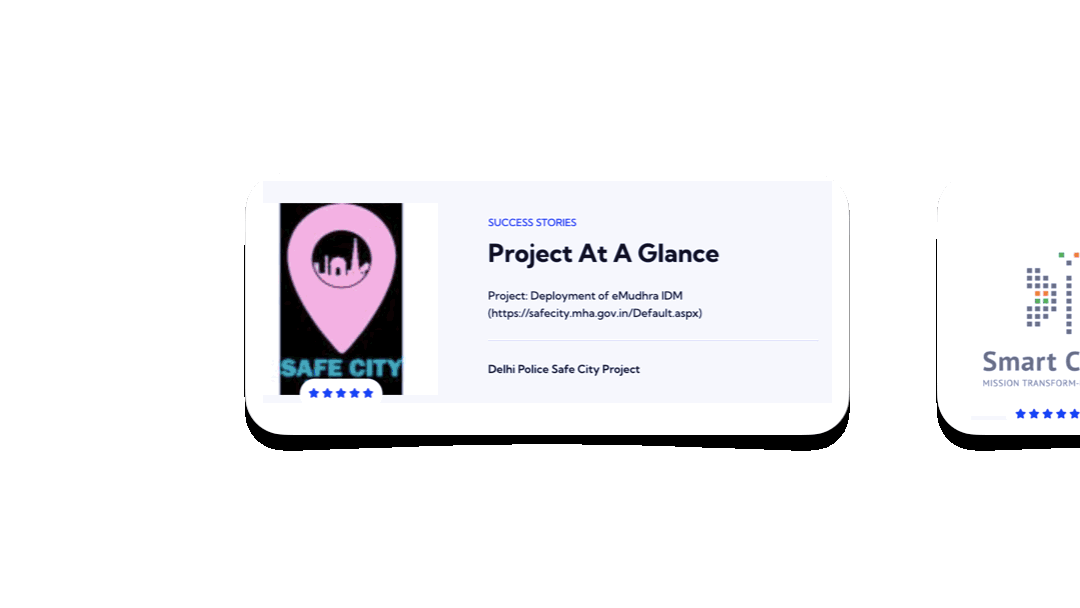 SUCCESS STORIES
Project At A Glance
Project: Deployment of eMudhra IDM
(https://safecity.mha.gov.in/Default.aspx)
Delhi Police Safe City Project
SAFE CITY
Smart C
MISSION TRANSFORM-